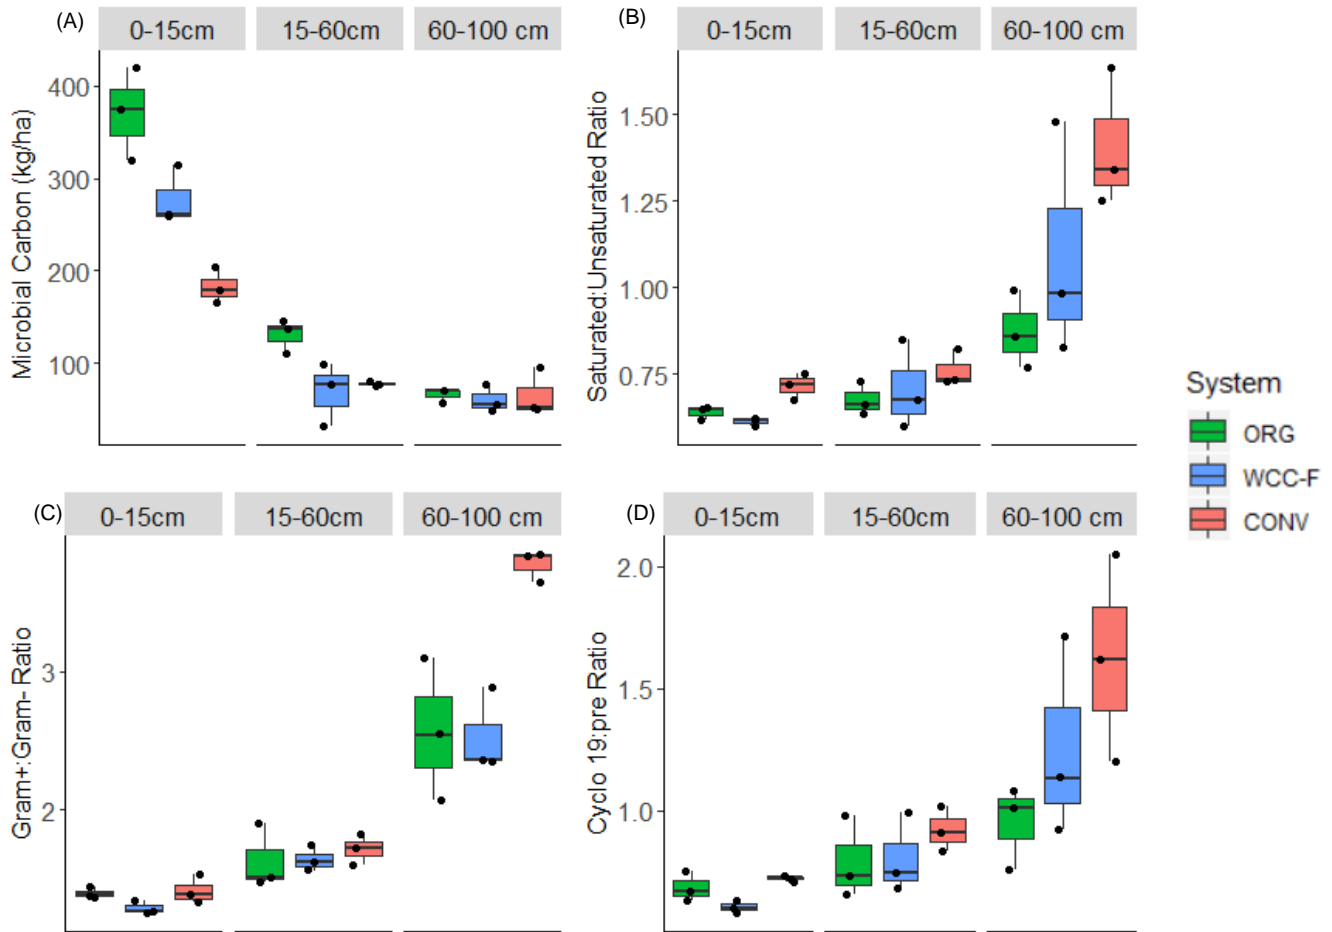 (A)
0-15cm
15-60cm
60-100 cm
Microbial Carbon (kg/ha)
400
300
200
100
(B)
0-15cm
15-60cm
60-100 cm
Saturated:Unsaturated Ratio
1.50
1.25
1.00
0.75
System
ORG
WCC-F
CONV
(C)
0-15cm
15-60cm
60-100 cm
Gram+:Gram- Ratio
3
2
(D)
0-15cm
15-60cm
60-100 cm
Cyclo 19:pre Ratio
2.0
1.5
1.0